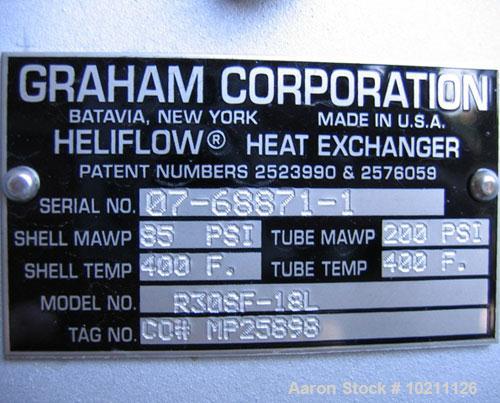 GRAHAM CORPORATION
BATAVIA, NEW YORK MADE IN U.S.A.
HELIFLOW® HEAT EXCHANGER
PATENT NUMBERS 2523990 & 2576059
SERIAL NO. 07-68871-1
SHELL MAWP 85 PSI TUBE MAWP 200 PSI
SHELL TEMP 400 F. TUBE TEMP 400 F.
MODEL NO. R308F-18L
TAG NO. CO# MP25898
Aaron Stock # 10211126